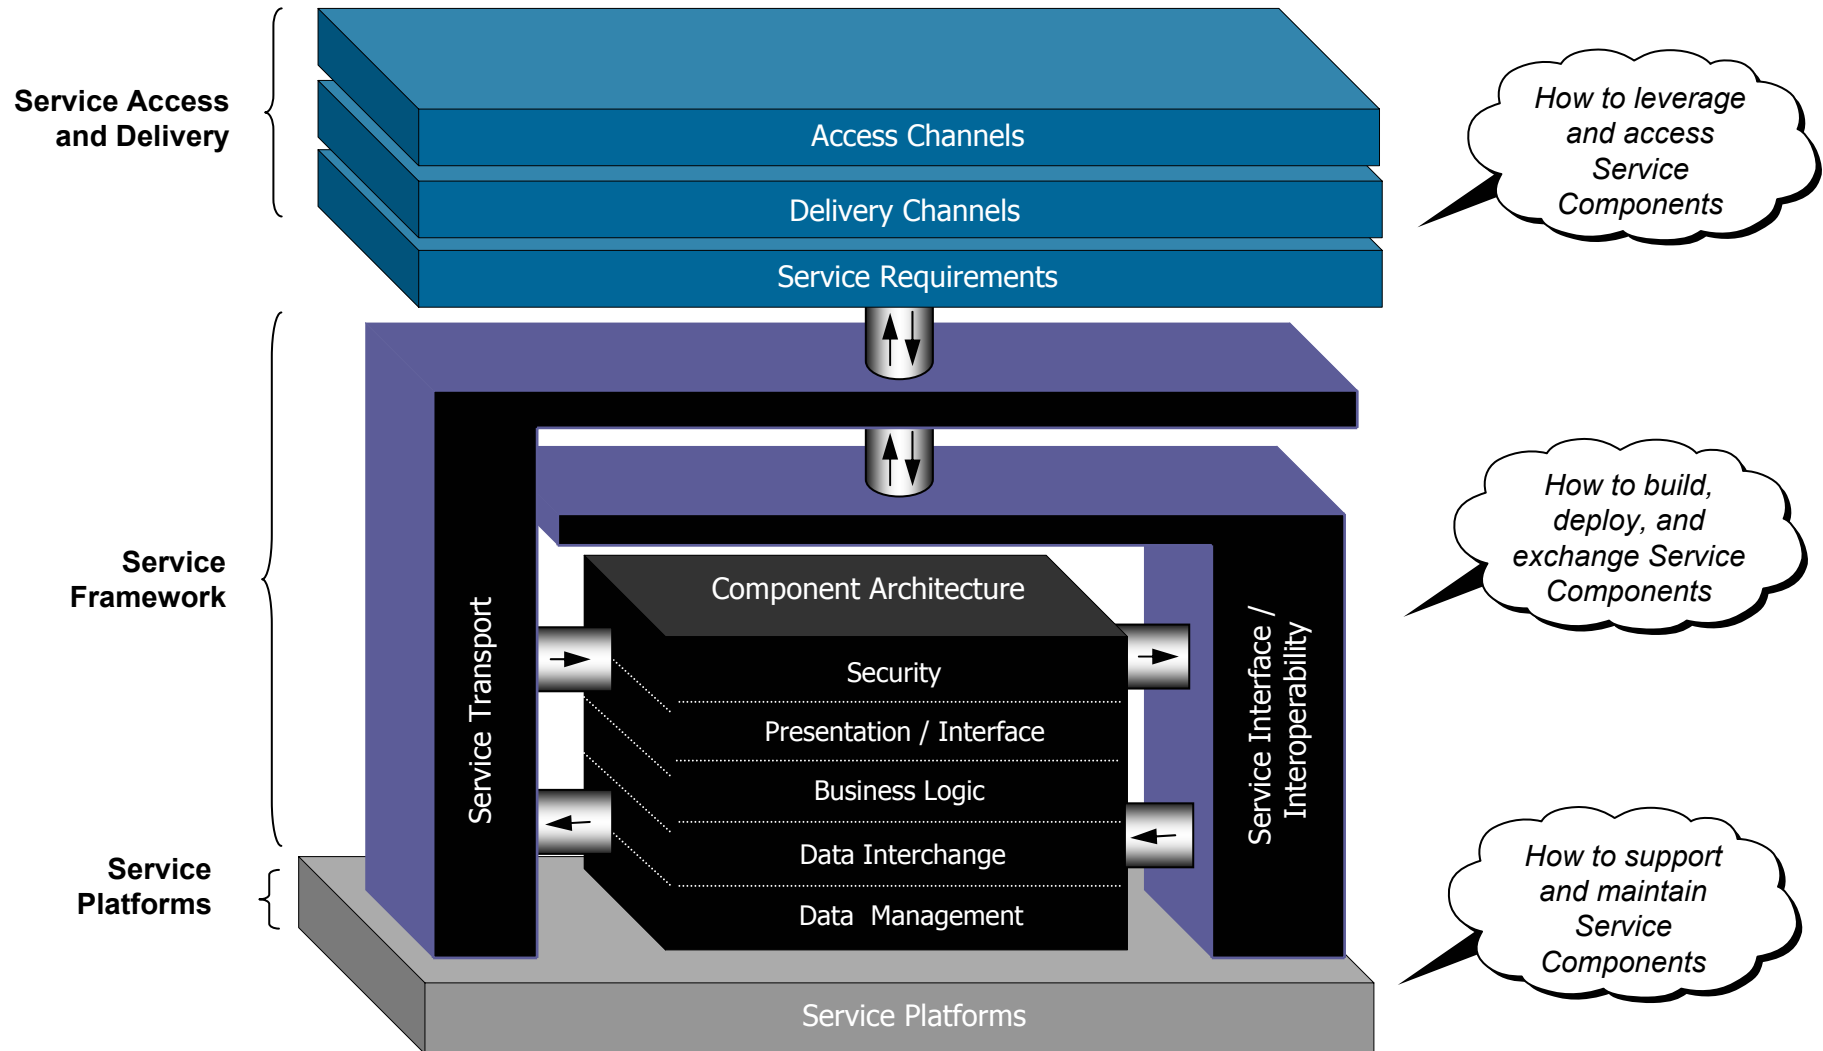 Service Access
and Delivery
Access Channels
Delivery Channels
Service Requirements
How to leverage
and access
Service
Components
Service
Framework
Service Transport
Component Architecture
Security
Presentation / Interface
Business Logic
Data Interchange
Data Management
Service Interface /
Interoperability
How to build,
deploy, and
exchange Service
Components
Service
Platforms
Service Platforms
How to support
and maintain
Service
Components